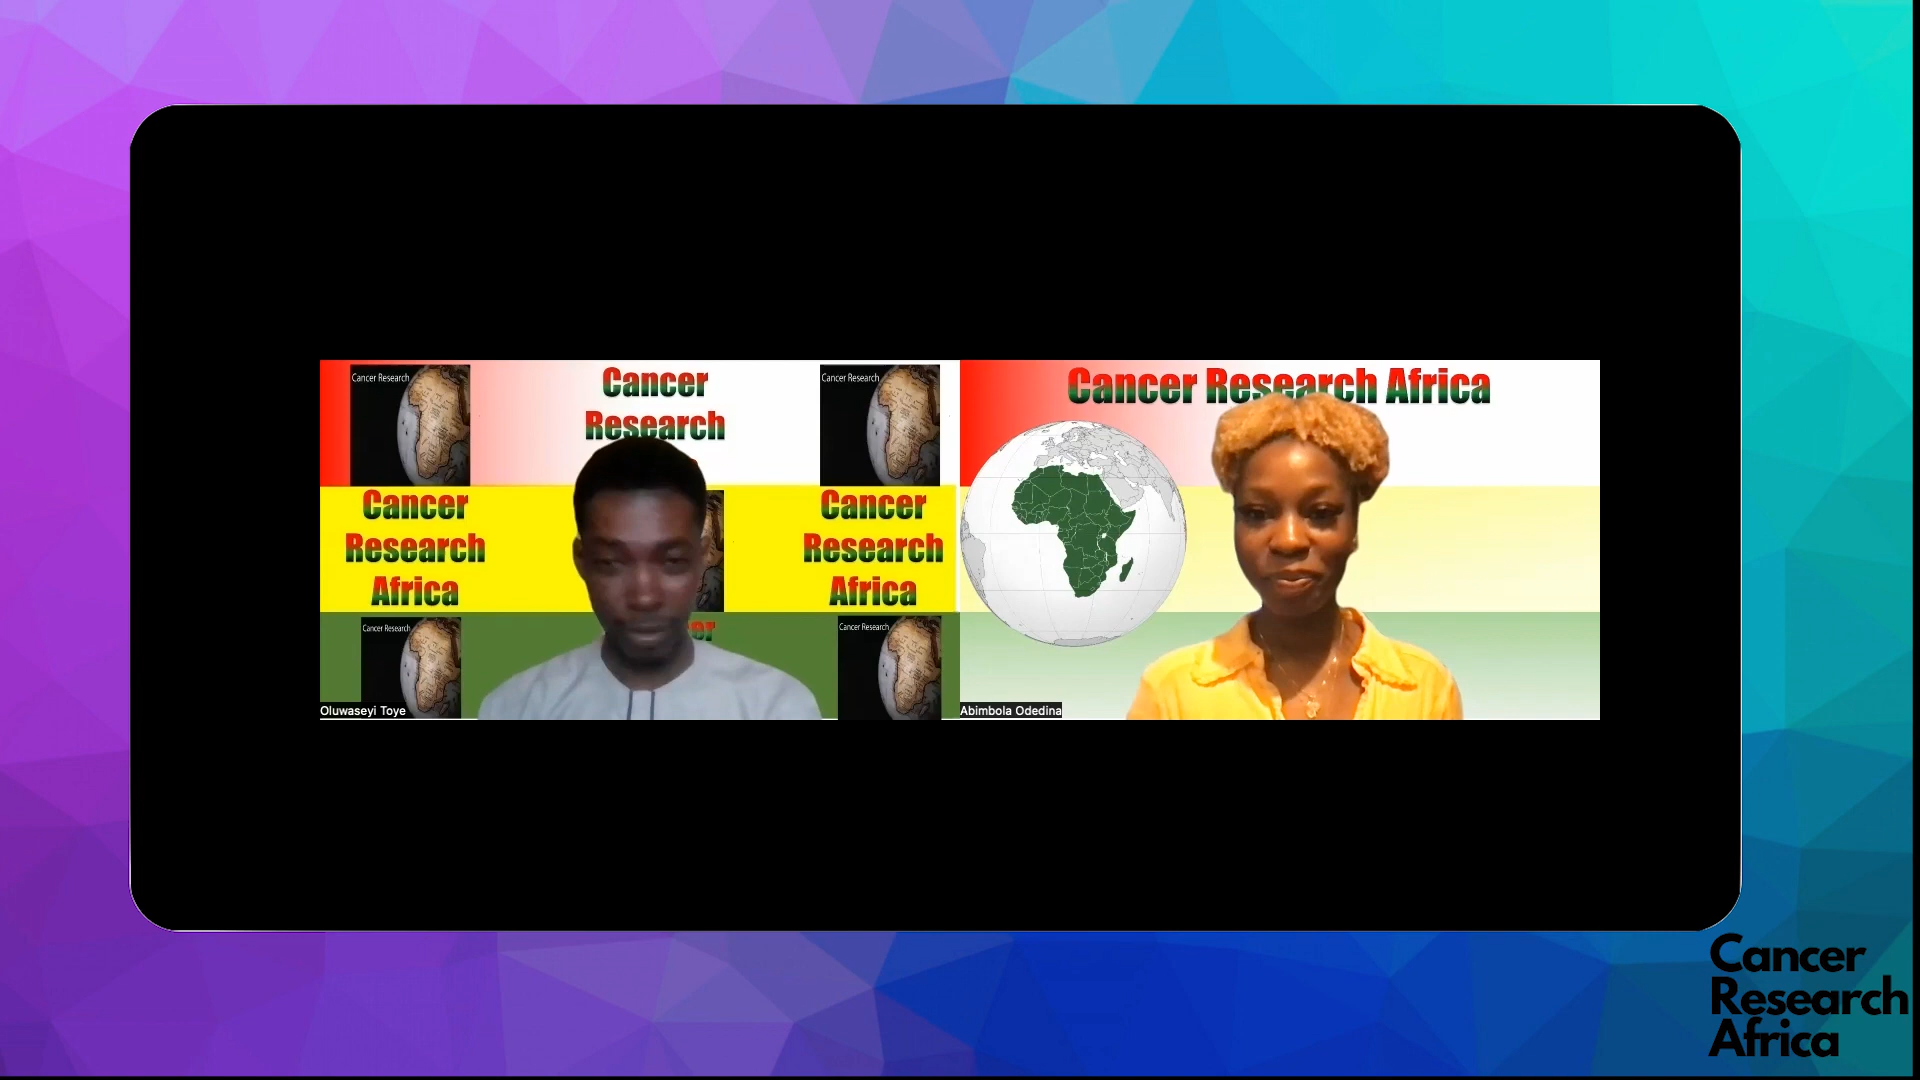 Cancer Research
Cancer
Research
Cancer Research
Cancer
Research
Africa
Cancer
Research
Africa
Cancer Research
er
Cancer Research
Oluwaseyi Toye
Cancer Research Africa
Abimbola Odedina
Cancer
Research
Africa